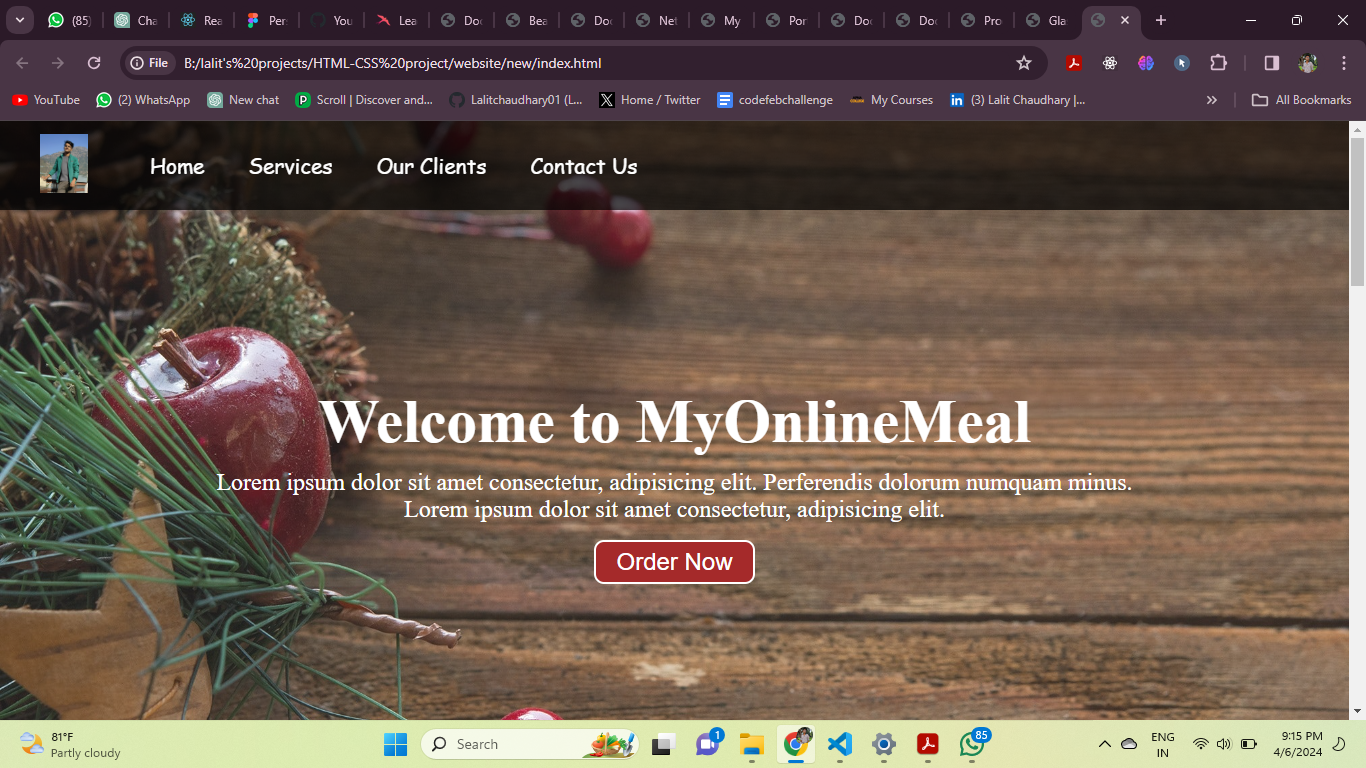 (85)
Cha
Rea
Per
You
Lea
Doc
Bea
Doc
Net
My
Por
Doc
Doc
Pro
Gla
File B:/lalit's%20projects/HTML-CSS%20project/website/new/index.html
YouTube (2) WhatsApp New chat Scroll | Discover and... Lalitchaudhary01 (L... Home / Twitter codefebchallenge My Courses (3) Lalit Chaudhary |... » All Bookmarks
Home Services Our Clients Contact Us
Welcome to MyOnlineMeal
Lorem ipsum dolor sit amet consectetur, adipisicing elit. Perferendis dolorum numquam minus.
Lorem ipsum dolor sit amet consectetur, adipisicing elit.
Order Now
81°F
Partly cloudy
Search
1
85
ENG
IN
9:15 PM
4/6/2024